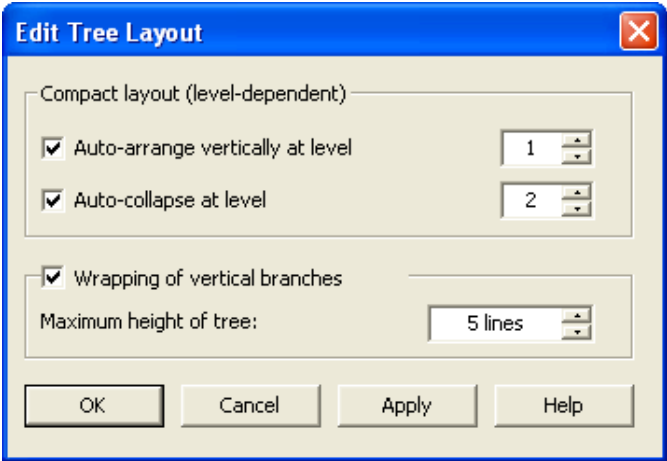 Edit Tree Layout
Compact layout (level-dependent)
Auto-arrange vertically at level 1
Auto-collapse at level 2
Wrapping of vertical branches
Maximum height of tree: 5 lines
OK Cancel Apply Help